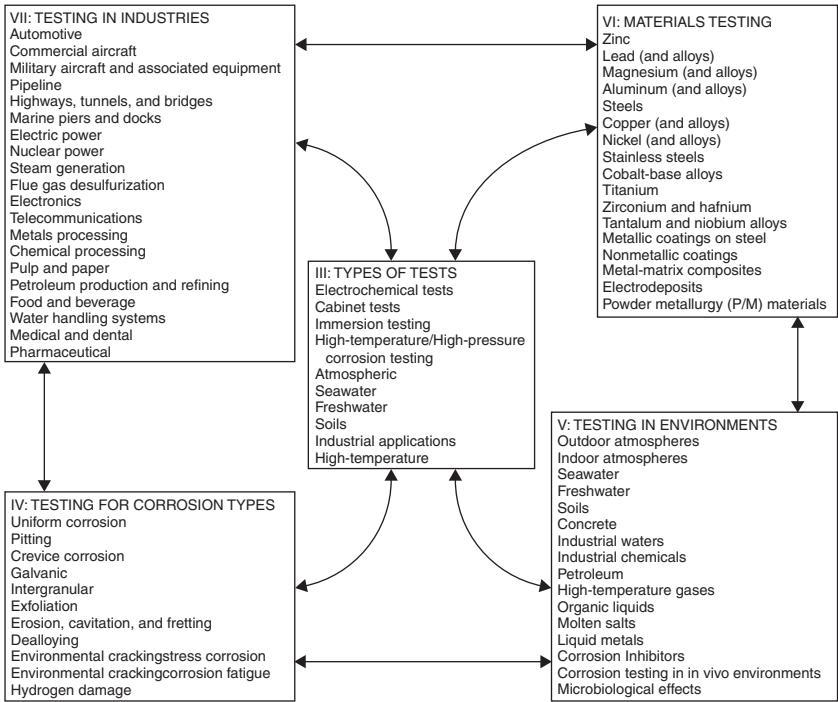 VII: TESTING IN INDUSTRIES
Automotive
Commercial aircraft
Military aircraft and associated equipment
Pipeline
Highways, tunnels, and bridges
Marine piers and docks
Electric power
Nuclear power
Steam generation
Flue gas desulfurization
Electronics
Telecommunications
Metals processing
Chemical processing
Pulp and paper
Petroleum production and refining
Food and beverage
Water handling systems
Medical and dental
Pharmaceutical
VI: MATERIALS TESTING
Zinc
Lead (and alloys)
Magnesium (and alloys)
Aluminum (and alloys)
Steels
Copper (and alloys)
Nickel (and alloys)
Stainless steels
Cobalt-base alloys
Titanium
Zirconium and hafnium
Tantalum and niobium alloys
Metallic coatings on steel
Nonmetallic coatings
Metal-matrix composites
Electrodeposits
Powder metallurgy (P/M) materials
III: TYPES OF TESTS
Electrochemical tests
Cabinet tests
Immersion testing
High-temperature/High-pressure
corrosion testing
Atmospheric
Seawater
Freshwater
Soils
Industrial applications
High-temperature
IV: TESTING FOR CORROSION TYPES
Uniform corrosion
Pitting
Crevice corrosion
Galvanic
Intergranular
Exfoliation
Erosion, cavitation, and fretting
Dealloying
Environmental crackingstress corrosion
Environmental crackingcorrosion fatigue
Hydrogen damage
V: TESTING IN ENVIRONMENTS
Outdoor atmospheres
Indoor atmospheres
Seawater
Freshwater
Soils
Concrete
Industrial waters
Industrial chemicals
Petroleum
High-temperature gases
Organic liquids
Molten salts
Liquid metals
Corrosion Inhibitors
Corrosion testing in in vivo environments
Microbiological effects